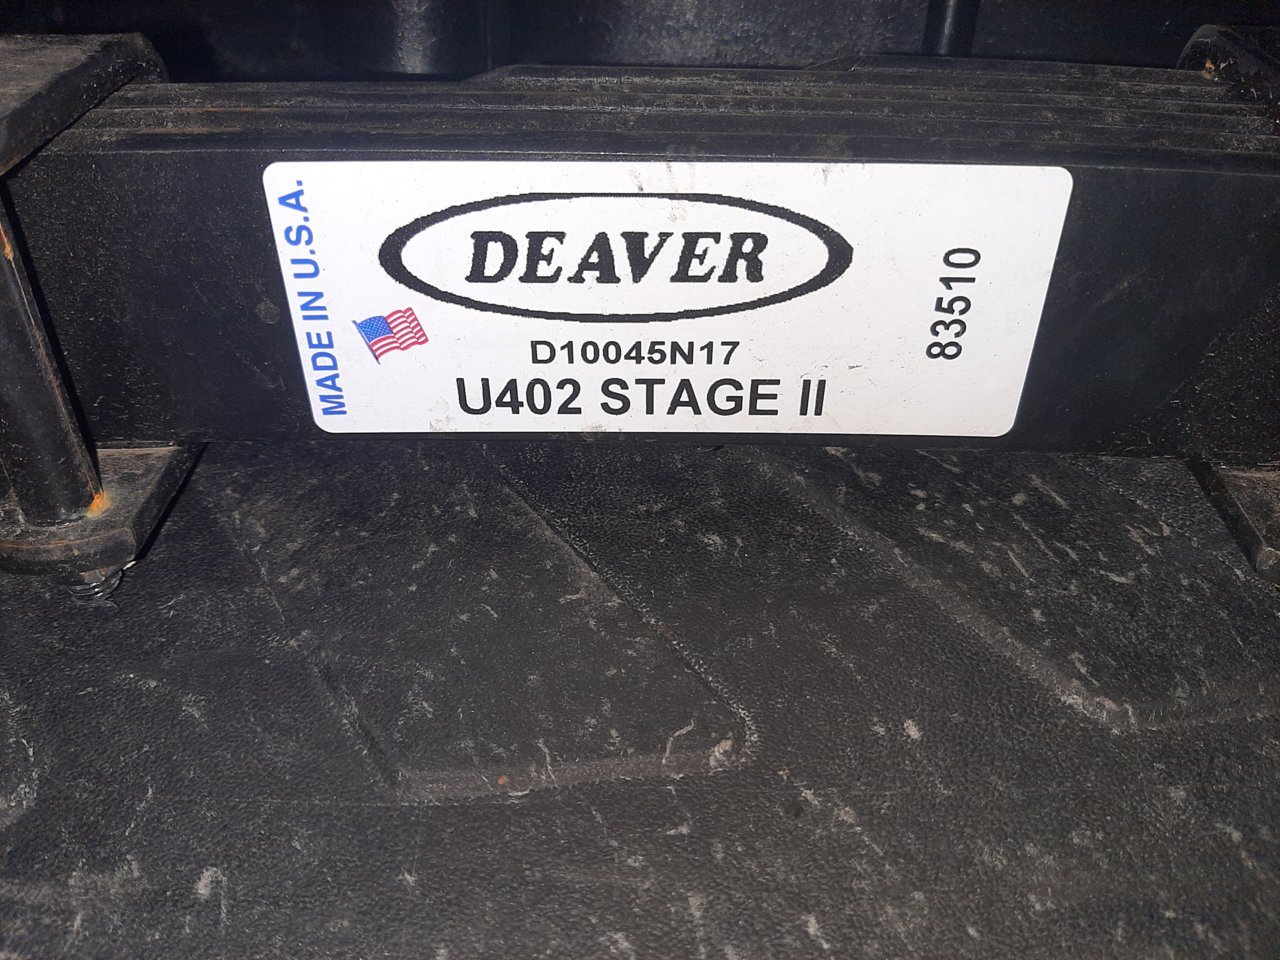 MADE IN U.S.A.
DEAVER
D10045N17
U402 STAGE II
83510